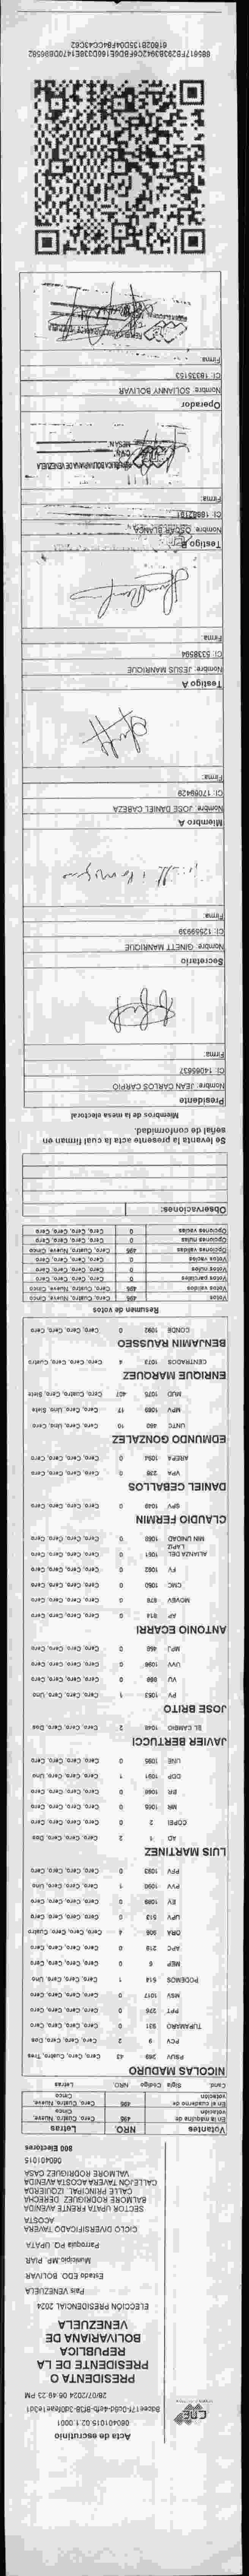 CNE
Acta de escrutinio
060401015.02.1.0001
28/07/2024 06:49:23 PM
PRESIDENTA O
PRESIDENTE DE LA
REPUBLICA
BOLIVARIANA DE
VENEZUELA
ELECCIÓN PRESIDENCIAL 2024
País VENEZUELA
Estado EDO. BOLIVAR
Municipio MP. PIAR
Parroquia PQ. UPATA
CICLO DIVERSIFICADO TAVERA
ACOSTA
SECTOR UPATA FRENTE AVENIDA
BALMORE RODRIGUEZ. DERECHA
CALLE PRINCIPAL. IZQUIERDA
CALLEJÓN TAVERA ACOSTA AVENIDA
VALMORE RODRIGUEZ CASA
060401015
800 Electores
Votantes NRO. Letras
En la máquina de votación 495 Cero, Cuatro, Nueve, Cinco
En el cuaderno de votación 495 Cero, Cuatro, Nueve, Cinco
Cand. Sigla Código NRO. Letras
NICOLAS MADURO
PSUV 269 43 Cero, Cero, Cuatro, Tres
PCV 9 2 Cero, Cero, Cero, Dos
TUPAMARO 931 0 Cero, Cero, Cero, Cero
PPT 276 0 Cero, Cero, Cero, Cero
MSV 1017 0 Cero, Cero, Cero, Cero
PODEMOS 514 1 Cero, Cero, Cero, Uno
MEP 6 0 Cero, Cero, Cero, Cero
APC 219 0 Cero, Cero, Cero, Cero
ORA 906 4 Cero, Cero, Cero, Cuatro
UPV 513 0 Cero, Cero, Cero, Cero
EV 1089 0 Cero, Cero, Cero, Cero
PVV 1090 1 Cero, Cero, Cero, Uno
PFV 1093 0 Cero, Cero, Cero, Cero
LUIS MARTINEZ
AD 1 2 Cero, Cero, Cero, Dos
COPEI 2 0 Cero, Cero, Cero, Cero
MR 1065 0 Cero, Cero, Cero, Cero
BR 1066 0 Cero, Cero, Cero, Cero
DDP 1091 1 Cero, Cero, Cero, Uno
UNE 1095 0 Cero, Cero, Cero, Cero
JAVIER BERTUCCI
EL CAMBIO 1048 2 Cero, Cero, Cero, Dos
JOSE BRITO
PV 1053 1 Cero, Cero, Cero, Uno
VU 869 0 Cero, Cero, Cero, Cero
UVV 1096 0 Cero, Cero, Cero, Cero
MPJ 458 0 Cero, Cero, Cero, Cero
ANTONIO ECARRI
AP 814 0 Cero, Cero, Cero, Cero
MOVEV 878 0 Cero, Cero, Cero, Cero
CMC 1050 0 Cero, Cero, Cero, Cero
FV 1062 0 Cero, Cero, Cero, Cero
ALIANZA DEL LAPIZ 1061 0 Cero, Cero, Cero, Cero
MIN UNIDAD 1068 0 Cero, Cero, Cero, Cero
CLAUDIO FERMIN
SPV 1049 0 Cero, Cero, Cero, Cero
DANIEL CEBALLOS
VPA 238 0 Cero, Cero, Cero, Cero
AREPA 1094 0 Cero, Cero, Cero, Cero
EDMUNDO GONZALEZ
UNTC 480 10 Cero, Cero, Uno, Cero
MPV 1069 17 Cero, Cero, Uno, Siete
MUD 1075 407 Cero, Cuatro, Cero, Siete
ENRIQUE MARQUEZ
CENTRADOS 1073 4 Cero, Cero, Cero, Cuatro
BENJAMIN RAUSSEO
CONDE 1092 0 Cero, Cero, Cero, Cero
Resumen de votos
Votos 495 Cero, Cuatro, Nueve, Cinco
Votos validos 495 Cero, Cuatro, Nueve, Cinco
Votos parciales 0 Cero, Cero, Cero, Cero
Votos nulos 0 Cero, Cero, Cero, Cero
Votos vacios 0 Cero, Cero, Cero, Cero
Opciones validas 495 Cero, Cuatro, Nueve, Cinco
Opciones nulas 0 Cero, Cero, Cero, Cero
Opciones vacias 0 Cero, Cero, Cero, Cero
Observaciones:
Se levanta la presente acta la cual firman en
señal de conformidad.
Miembros de la mesa electoral
Presidente
Nombre: JEAN CARLOS CARPIO
CI: 14065637
Firma:
Secretario
Nombre: GINETT MANRIQUE
CI: 12559939
Firma:
Miembro A
Nombre: JOSE DANIEL CABEZA
CI: 17069429
Firma:
Testigo A
Nombre: JESUS MANRIQUE
CI: 5338594
Firma:
Testigo B
Nombre: OSCAR BLANCA
CI:
Firma:
REPUBLICA BOLIVARIANA DE VENEZUELA
MESA N°
Operador
Nombre: SOLIANNY BOLIVAR
CI: 18335153
Firma: